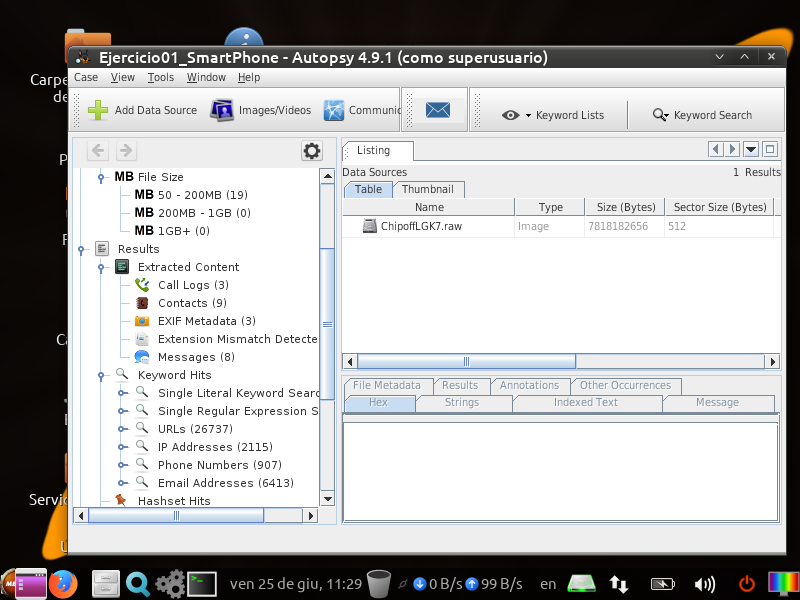 Ejercicio01_SmartPhone - Autopsy 4.9.1 (como superusuario)
Case View Tools Window Help
Add Data Source Images/Videos Communic Keyword Lists Keyword Search
Carpe
de
MB File Size
MB 50 - 200MB (19)
MB 200MB - 1GB (0)
MB 1GB+ (0)
Results
Extracted Content
Call Logs (3)
Contacts (9)
EXIF Metadata (3)
Extension Mismatch Detecte
Messages (8)
Keyword Hits
Single Literal Keyword Searc
Single Regular Expression S
URLs (26737)
IP Addresses (2115)
Phone Numbers (907)
Email Addresses (6413)
Hashset Hits
Listing
Data Sources 1 Results
Table Thumbnail
Name Type Size (Bytes) Sector Size (Bytes)
ChipoffLGK7.raw Image 7818182656 512
File Metadata Results Annotations Other Occurrences
Hex Strings Indexed Text Message
Servic
ven 25 de giu, 11:29 0 B/s 99 B/s en